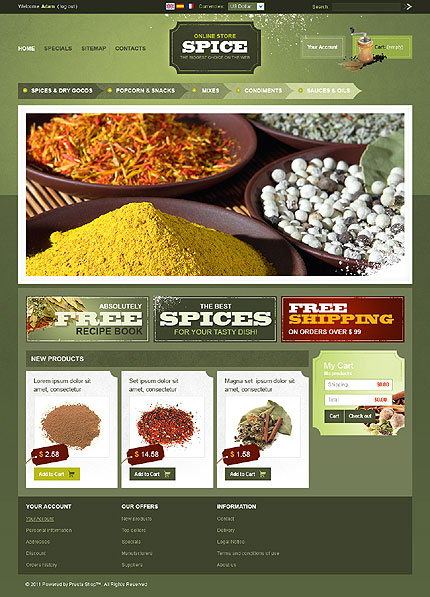 Welcome Adam ( log out )
Currencies: US Dollar
Search
HOME SPECIALS SITEMAP CONTACTS
ONLINE STORE
SPICE
THE BIGGEST CHOICE ON THE WEB
Your Account
Cart (empty)
SPICES & DRY GOODS
POPCORN & SNACKS
MIXES
CONDIMENTS
SAUCES & OILS
ABSOLUTELY
FREE
RECIPE BOOK
THE BEST
SPICES
FOR YOUR TASTY DISH!
FREE
SHIPPING
ON ORDERS OVER $ 99
NEW PRODUCTS
Lorem ipsum dolor sit
amet, consectetur
$ 2.58
Add to Cart
Set ipsum dolor sit
amet, consectetur
$ 14.58
Add to Cart
Magna set ipsum dolor
sit amet, consectetur
$ 1.58
Add to Cart
My Cart
No products
Shipping $0.00
Total $0.00
Cart
Check out
YOUR ACCOUNT
Your Account
Personal information
Addresses
Discount
Orders History
OUR OFFERS
New products
Top sellers
Specials
Manufacturers
Suppliers
INFORMATION
Contact
Delivery
Legal Notice
Terms and conditions of use
About us
© 2011 Powered by Presta Shop™. All Rights Reserved